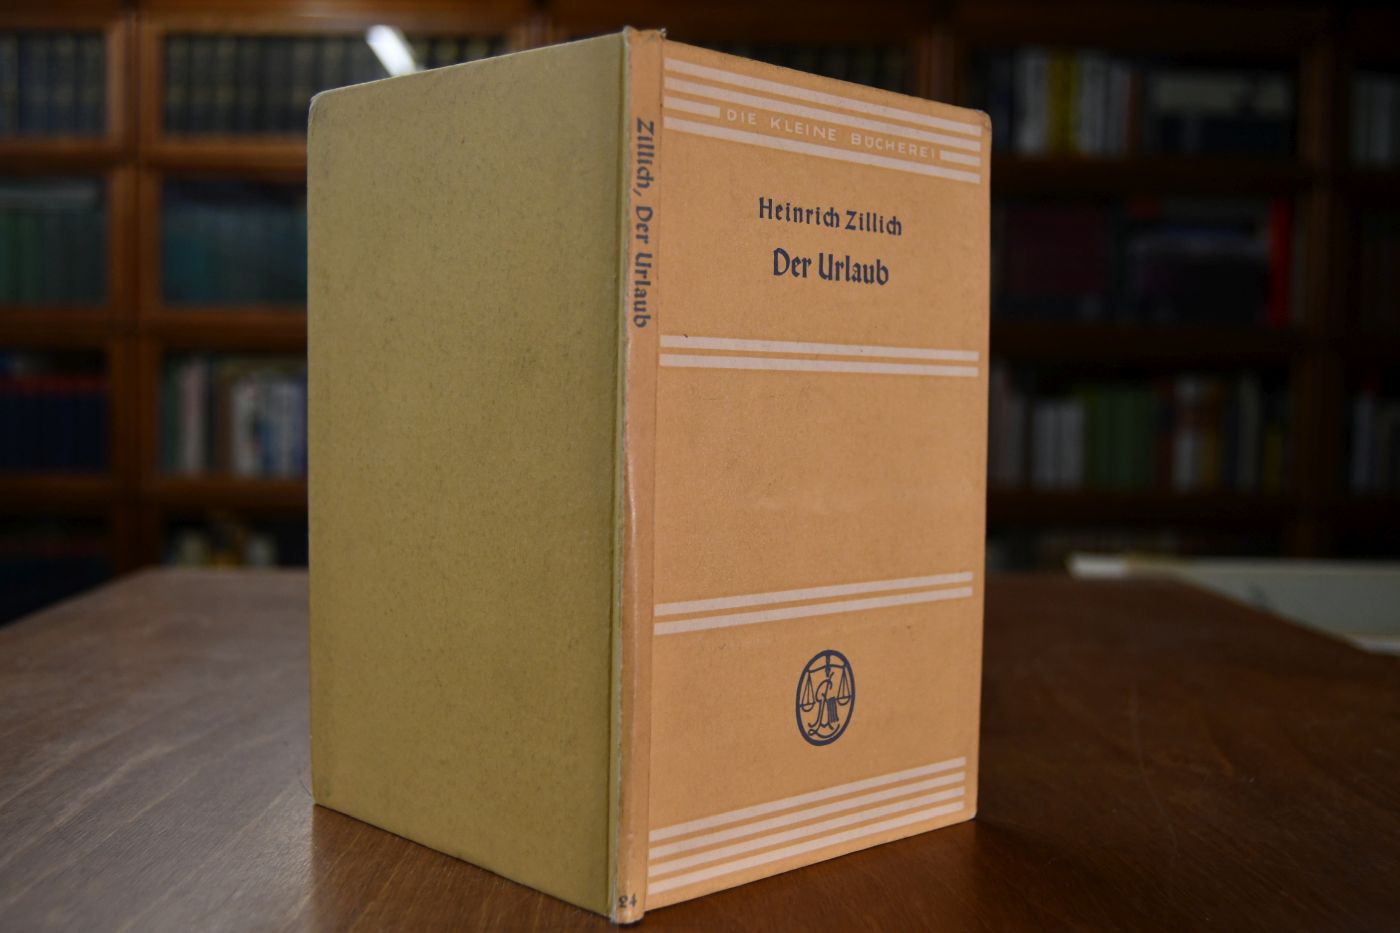 Zillich, Der Urlaub
24
DIE KLEINE BÜCHEREI
Heinrich Zillich
Der Urlaub